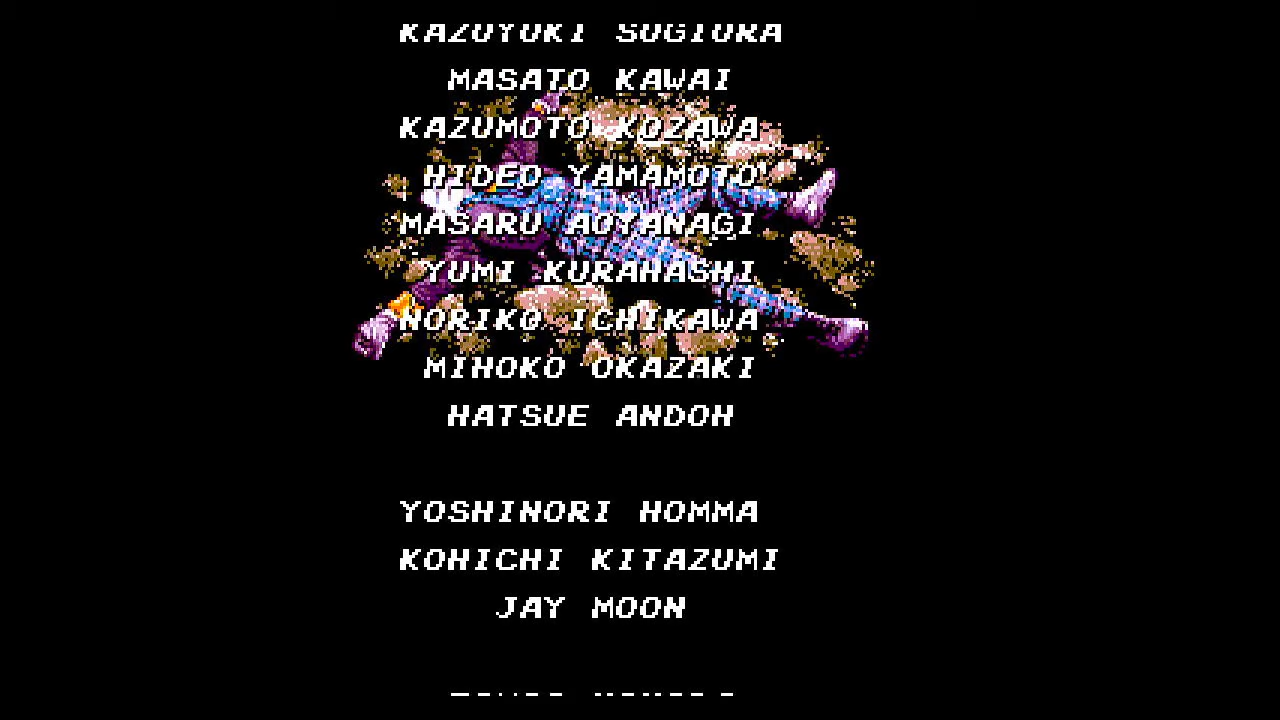 KAZUYUKI SUGIURA
MASATO KAWAI
KAZUMOTO KOZAWA
HIDEO YAMAMOTO
MASARU AOYANAGI
YUMI KURAHASHI
NORIKO ICHIKAWA
MIHOKO OKAZAKI
HATSUE ANDOH
YOSHINORI HOMMA
KOHICHI KITAZUMI
JAY MOON